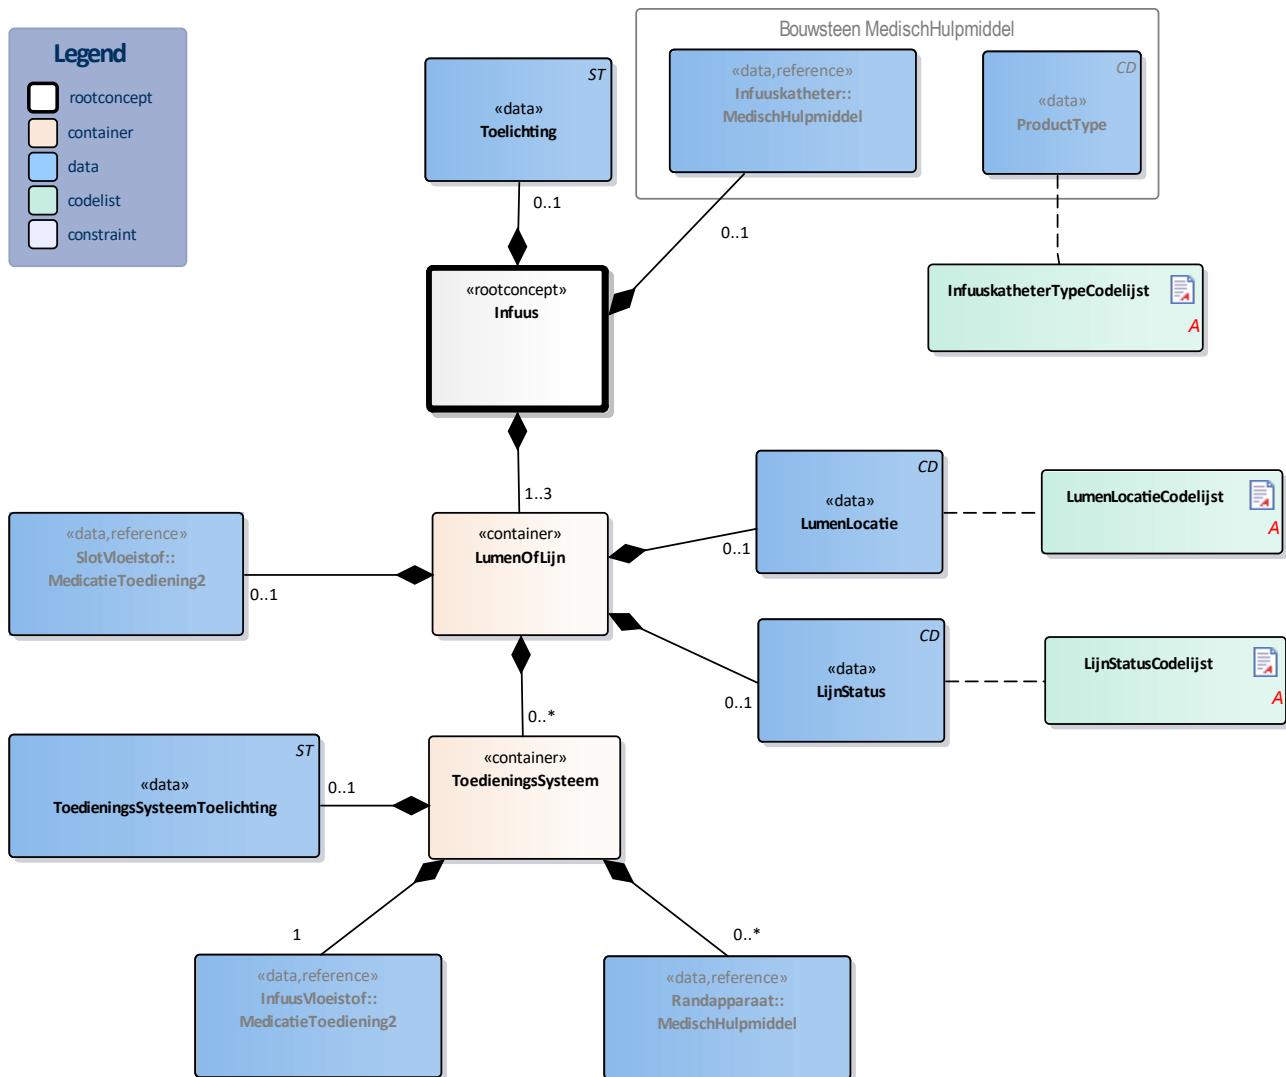 Legend
rootconcept
container
data
codelist
constraint
Bouwsteen MedischHulpmiddel
ST
«data»
Toelichting
«data,reference»
Infuuskatheter::
MedischHulpmiddel
CD
«data»
ProductType
0..1
0..1
«rootconcept»
Infuus
InfuuskatheterTypeCodelijst
A
1..3
CD
«data»
LumenLocatie
0..1
LumenLocatieCodelijst
A
«data,reference»
SlotVloeistof::
MedicatieToediening2
0..1
«container»
LumenOfLijn
CD
«data»
LijnStatus
0..1
LijnStatusCodelijst
A
0..*
ST
«data»
ToedieningsSysteemToelichting
0..1
«container»
ToedieningsSysteem
1
0..*
«data,reference»
InfuusVloeistof::
MedicatieToediening2
«data,reference»
Randapparaat::
MedischHulpmiddel